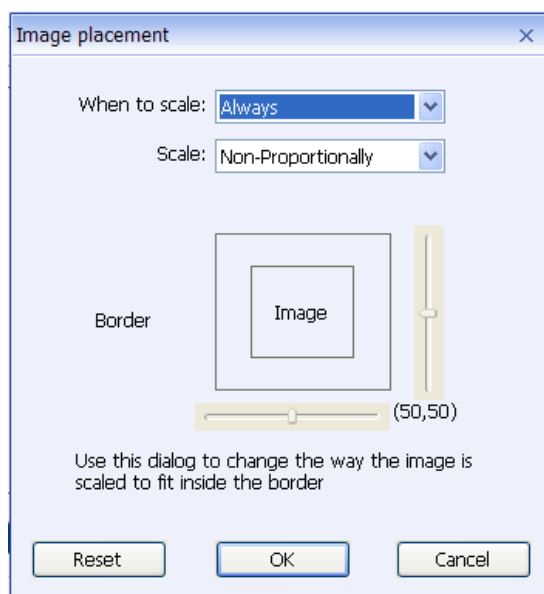 Image placement
When to scale: Always
Scale: Non-Proportionally
Border
Image
(50,50)
Use this dialog to change the way the image is
scaled to fit inside the border
Reset OK Cancel